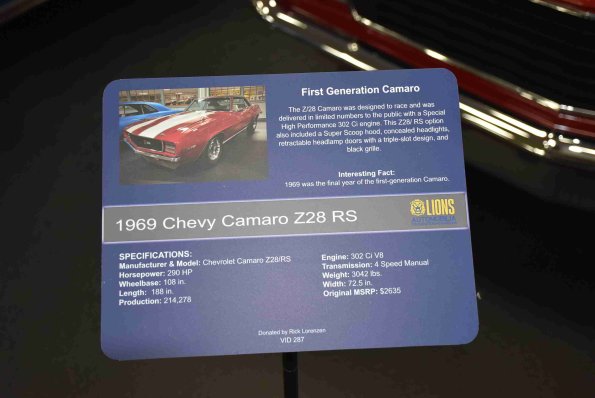 First Generation Camaro
The Z/28 Camaro was designed to race and was
delivered in limited numbers to the public with a Special
High Performance 302 Ci engine. This Z28/ RS option
also included a Super Scoop hood, concealed headlights,
retractable headlamp doors with a triple-slot design, and
black grille.
Interesting Fact:
1969 was the final year of the first-generation Camaro.
1969 Chevy Camaro Z28 RS
LIONS
AUTOMOBILIA
SPECIFICATIONS:
Manufacturer & Model: Chevrolet Camaro Z28/RS
Horsepower: 290 HP
Wheelbase: 108 in.
Length: 188 in.
Production: 214,278
Engine: 302 Ci V8
Transmission: 4 Speed Manual
Weight: 3042 lbs.
Width: 72.5 in.
Original MSRP: $2635
Donated by Rick Lorenzen
VID 287